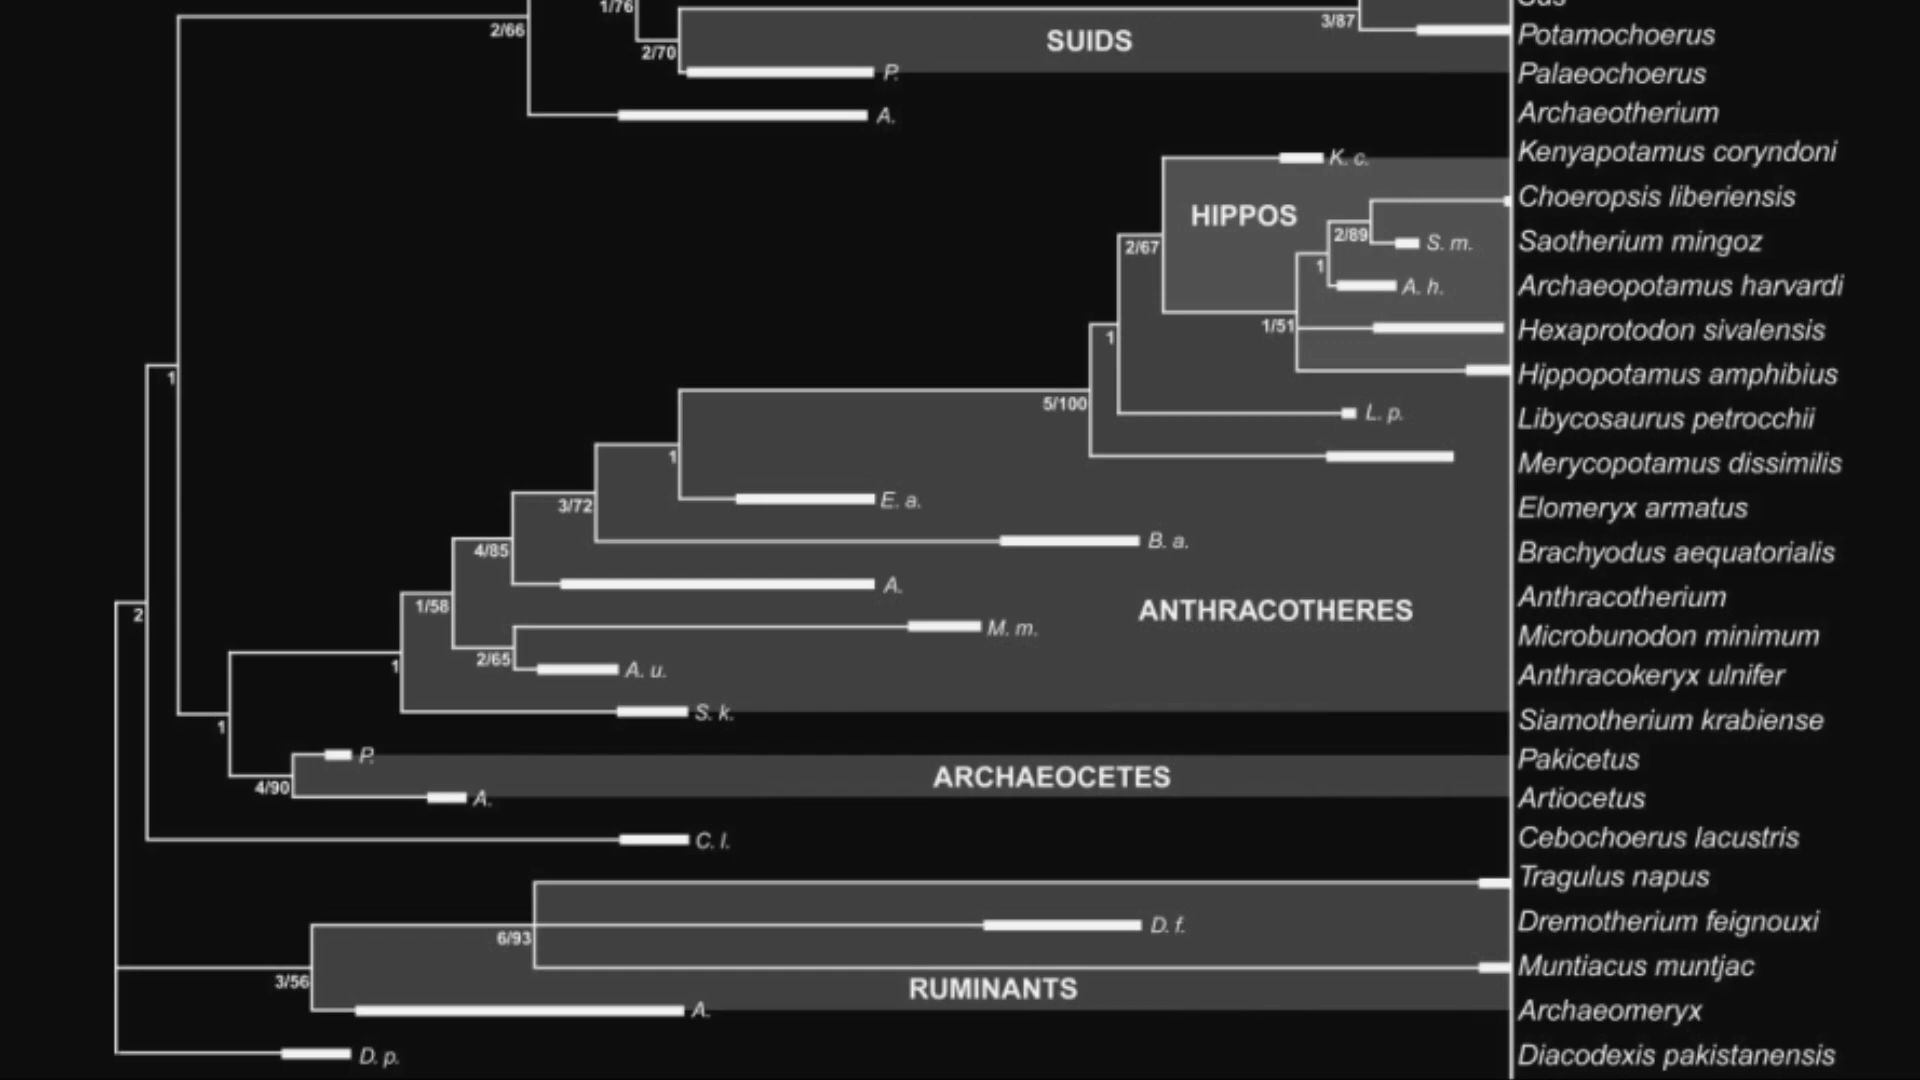 1/76
Sus
3/87
2/66
Potamochoerus
SUIDS
2/70
P.
Palaeochoerus
A.
Archaeotherium
K. c.
Kenyapotamus coryndoni
Choeropsis liberiensis
HIPPOS
2/89
2/67
S. m.
Saotherium mingoz
1
A. h.
Archaeopotamus harvardi
1/51
Hexaprotodon sivalensis
1
Hippopotamus amphibius
1
5/100
L. p.
Libycosaurus petrocchii
1
Merycopotamus dissimilis
3/72
E. a.
Elomeryx armatus
4/85
B. a.
Brachyodus aequatorialis
A.
Anthracotherium
1/58
ANTHRACOTHERES
2
M. m.
Microbunodon minimum
2/65
1
A. u.
Anthracokeryx ulnifer
S. k.
Siamotherium krabiense
1
P.
Pakicetus
ARCHAEOCETES
4/90
A.
Artiocetus
C. l.
Cebochoerus lacustris
Tragulus napus
D. f.
Dremotherium feignouxi
6/93
Muntiacus muntjac
3/56
RUMINANTS
A.
Archaeomeryx
D. p.
Diacodexis pakistanensis